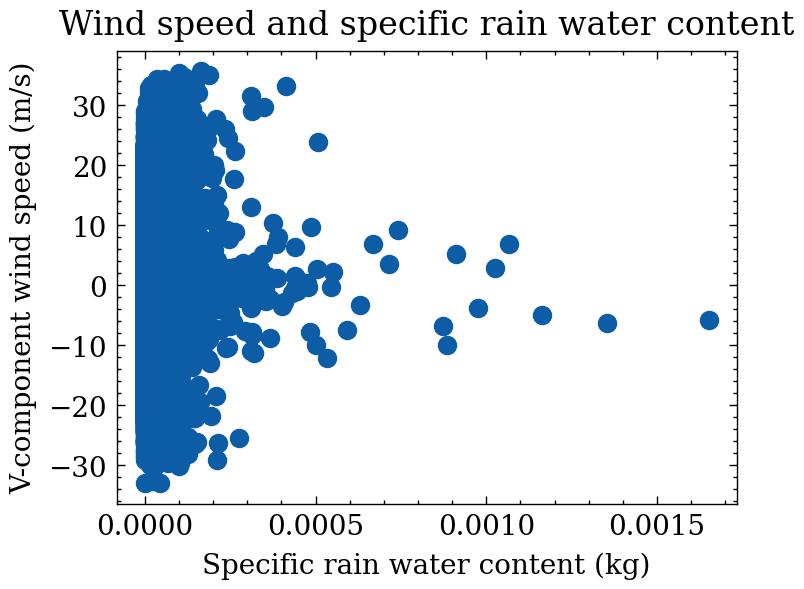 Wind speed and specific rain water content
V-component wind speed (m/s)
30
20
10
0
−10
−20
−30
0.0000 0.0005 0.0010 0.0015
Specific rain water content (kg)